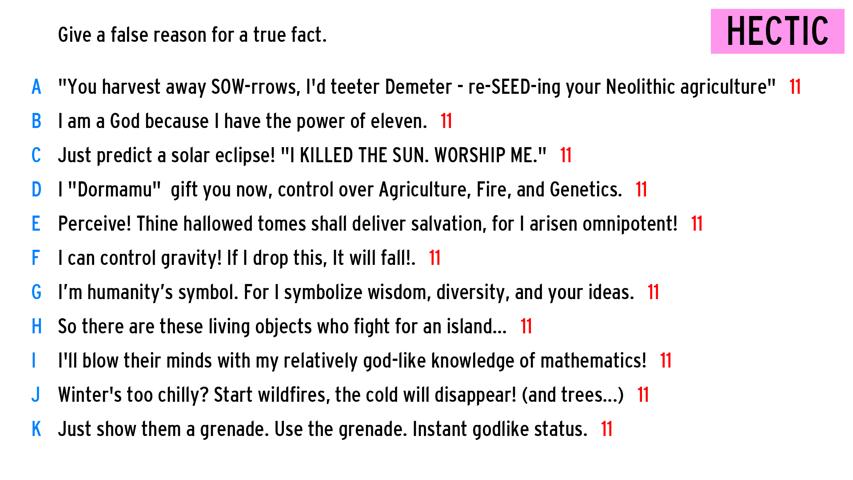 Give a false reason for a true fact.
HECTIC
A "You harvest away SOW-rrows, I'd teeter Demeter - re-SEED-ing your Neolithic agriculture" 11
B I am a God because I have the power of eleven. 11
C Just predict a solar eclipse! "I KILLED THE SUN. WORSHIP ME." 11
D I "Dormamu"  gift you now, control over Agriculture, Fire, and Genetics. 11
E Perceive! Thine hallowed tomes shall deliver salvation, for I arisen omnipotent! 11
F I can control gravity! If I drop this, It will fall!. 11
G I'm humanity's symbol. For I symbolize wisdom, diversity, and your ideas. 11
H So there are these living objects who fight for an island... 11
I I'll blow their minds with my relatively god-like knowledge of mathematics! 11
J Winter's too chilly? Start wildfires, the cold will disappear! (and trees...) 11
K Just show them a grenade. Use the grenade. Instant godlike status. 11